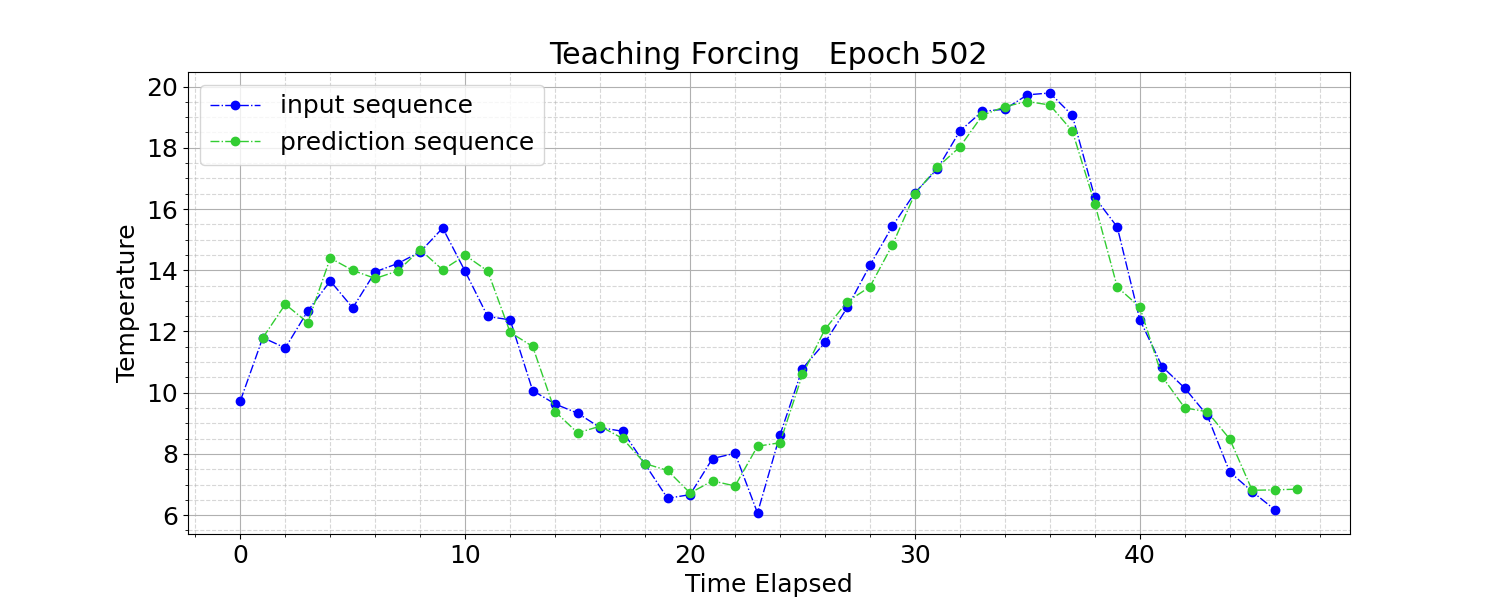 Teaching Forcing   Epoch 502
input sequence
prediction sequence
Temperature
20
18
16
14
12
10
8
6
0 10 20 30 40
Time Elapsed